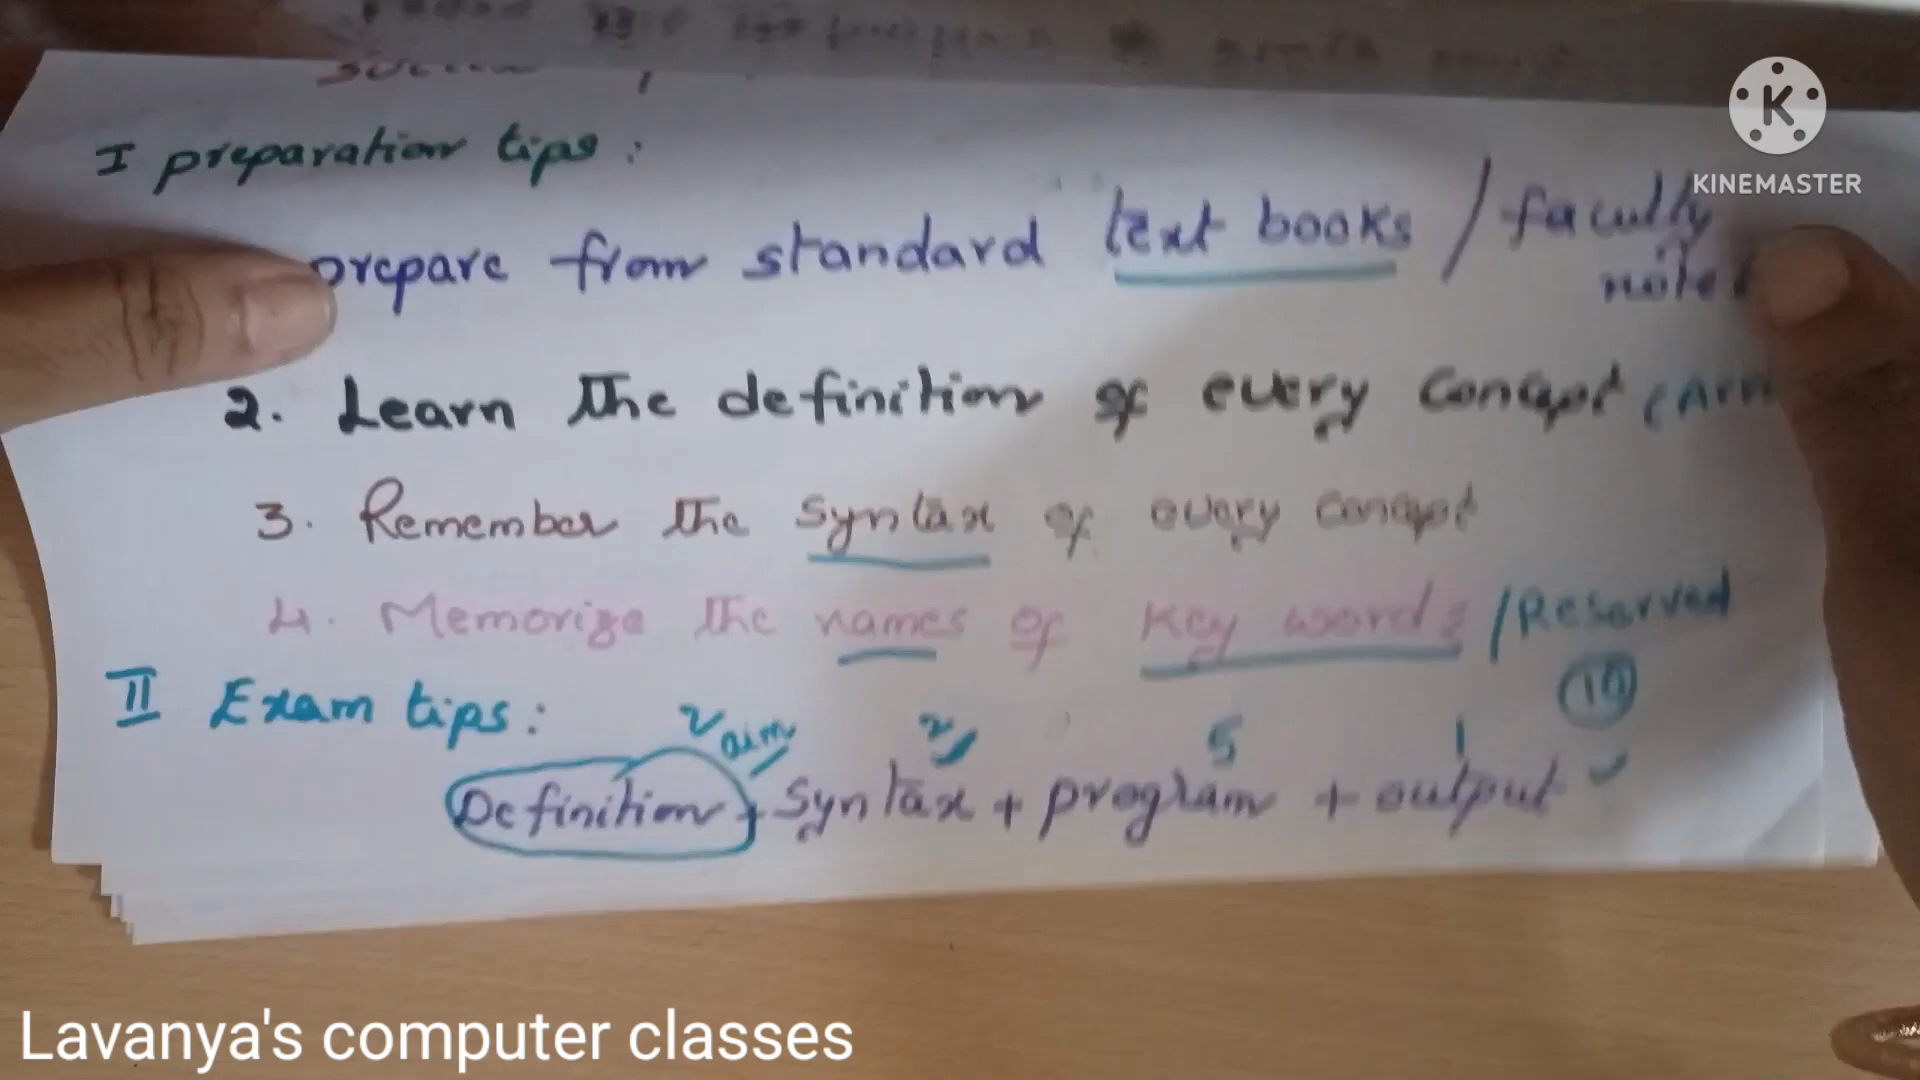 I preparation tips:
prepare from standard text books / faculty
notes
2. Learn the definition of every concept
3. Remember the syntax of every concept
4. Memorize the names of key words / Reserved
10
II Exam tips:
2 aim 2 5 1
Definition + syntax + program + output
K
KINEMASTER
Lavanya's computer classes